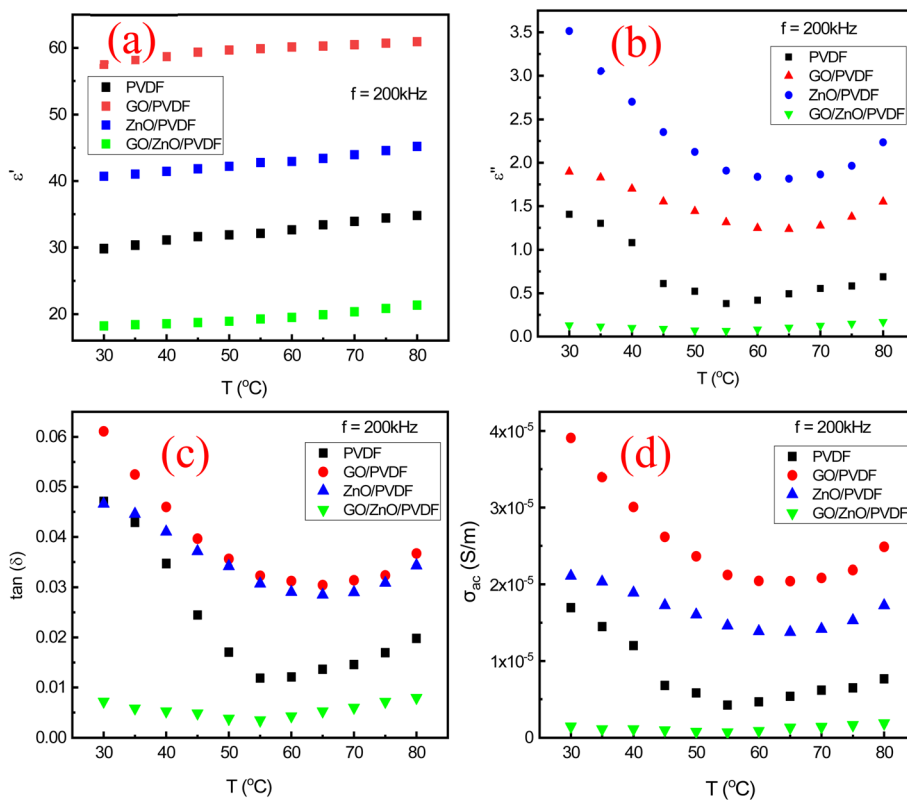 (a)
PVDF
GO/PVDF
ZnO/PVDF
GO/ZnO/PVDF
f = 200kHz
60
50
40
30
20
ε'
30 40 50 60 70 80
T (°C)
(b)
f = 200 kHz
PVDF
GO/PVDF
ZnO/PVDF
GO/ZnO/PVDF
3.5
3.0
2.5
2.0
1.5
1.0
0.5
0.0
ε"
30 40 50 60 70 80
T (°C)
(c)
f = 200kHz
PVDF
GO/PVDF
ZnO/PVDF
GO/ZnO/PVDF
0.06
0.05
0.04
0.03
0.02
0.01
0.00
tan (δ)
30 40 50 60 70 80
T (°C)
(d)
f = 200kHz
PVDF
GO/PVDF
ZnO/PVDF
GO/ZnO/PVDF
4x10⁻⁵
3x10⁻⁵
2x10⁻⁵
1x10⁻⁵
0
σac (S/m)
30 40 50 60 70 80
T (°C)